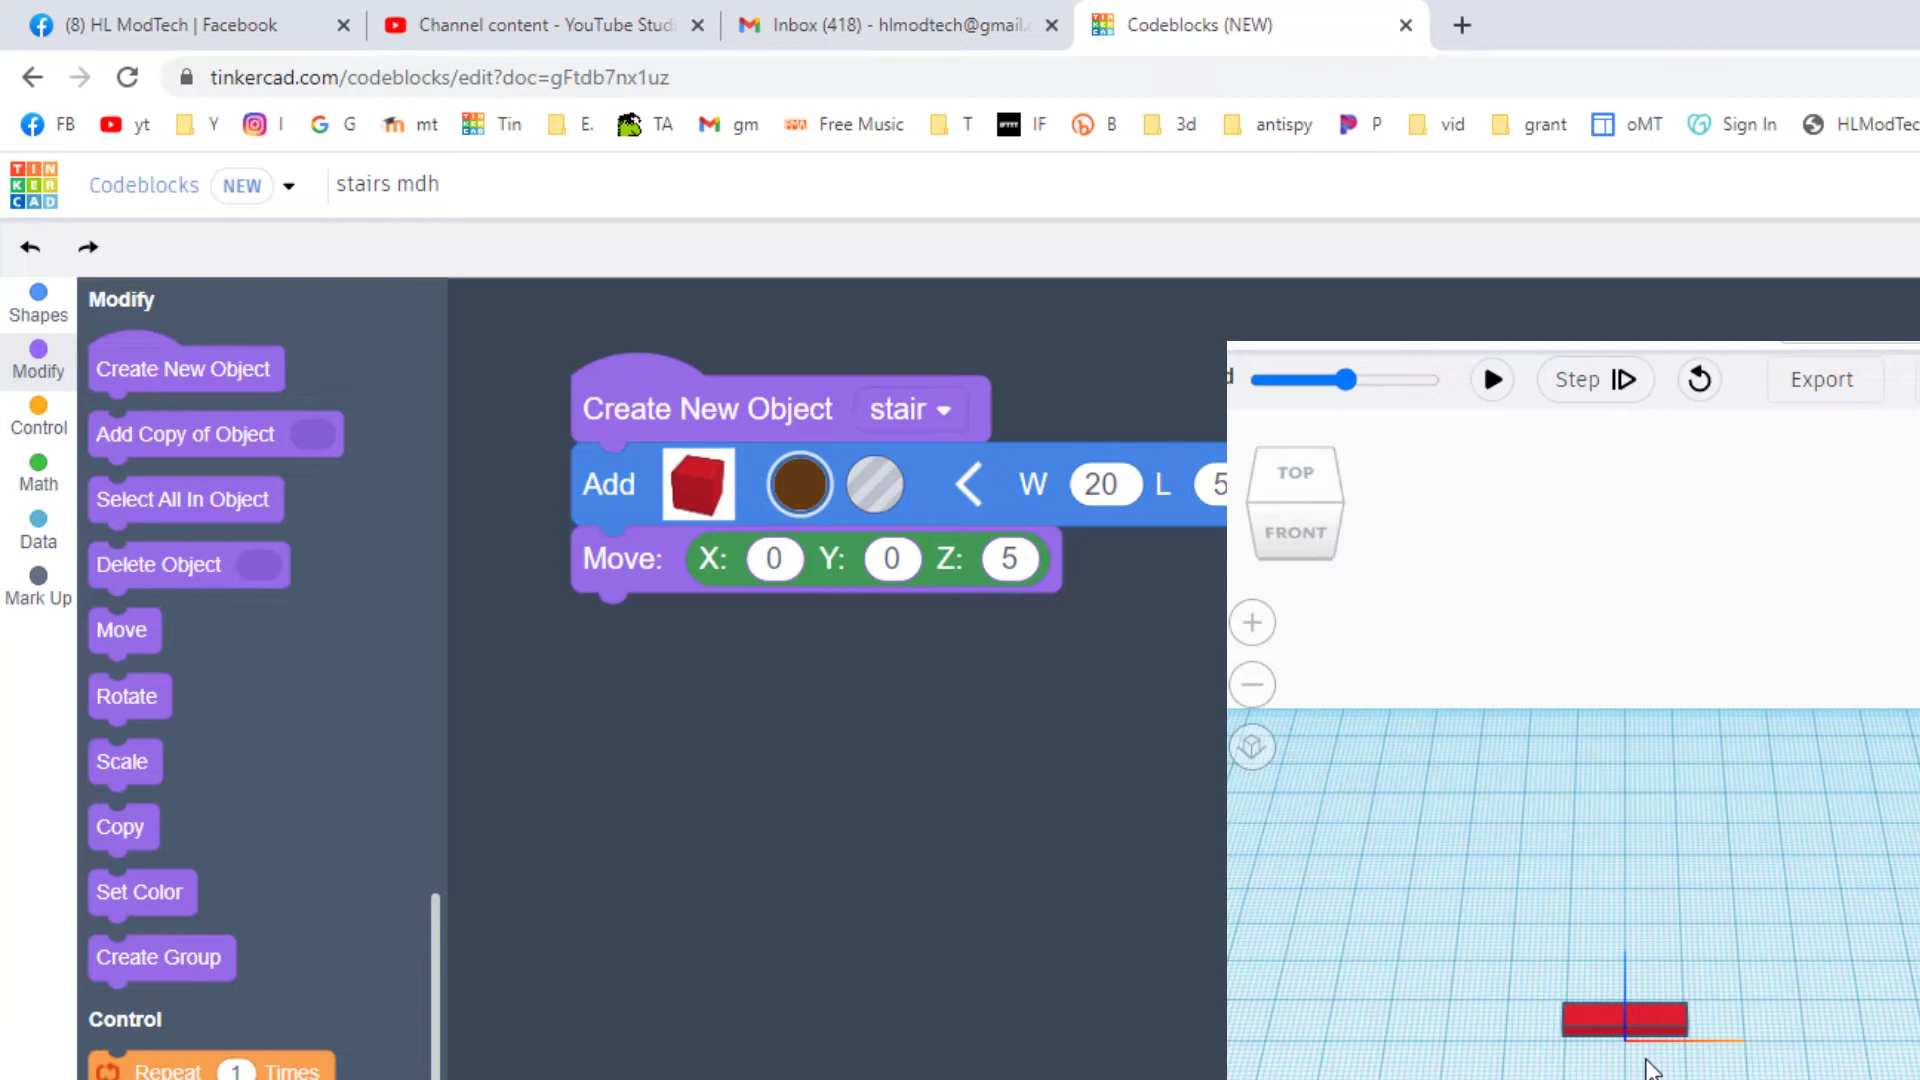 (8) HL ModTech | Facebook
Channel content - YouTube Studi
Inbox (418) - hlmodtech@gmail.
Codeblocks (NEW)
tinkercad.com/codeblocks/edit?doc=gFtdb7nx1uz
FB
yt
Y
I
G
mt
Tin
E.
TA
gm
Free Music
T
IF
B
3d
antispy
P
vid
grant
oMT
Sign In
HLModTec
TIN
KER
CAD
Codeblocks
NEW
stairs mdh
Shapes
Modify
Control
Math
Data
Mark Up
Modify
Create New Object
Add Copy of Object
Select All In Object
Delete Object
Move
Rotate
Scale
Copy
Set Color
Create Group
Control
Repeat 1 Times
Create New Object stair
Add W 20 L 5
Move: X: 0 Y: 0 Z: 5
d
Step
Export
TOP
FRONT